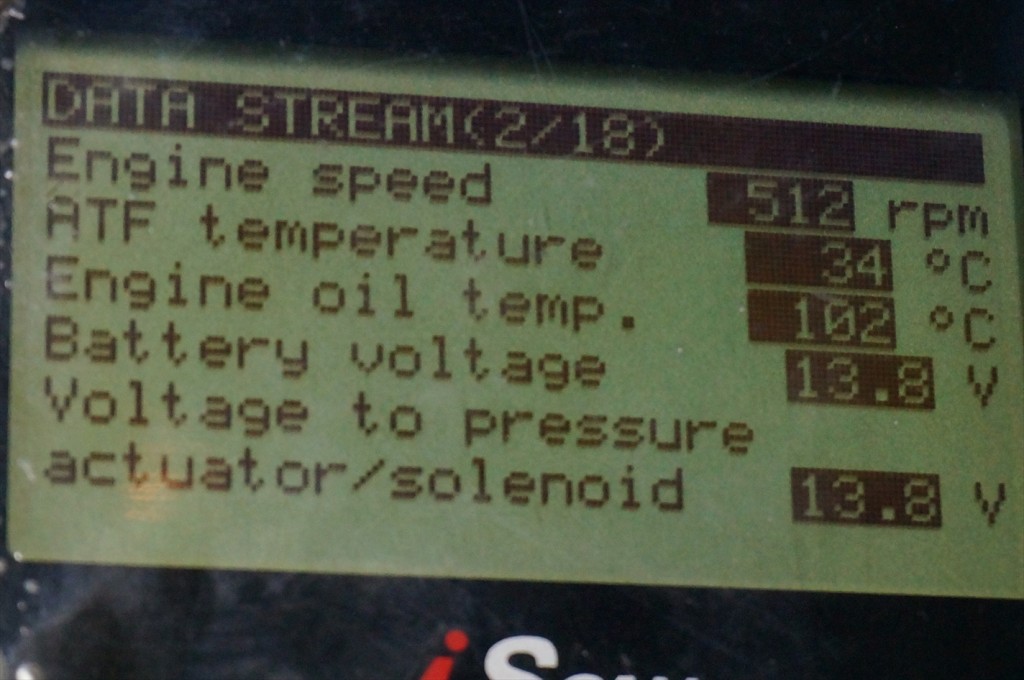 DATA STREAM(2/18)
Engine speed 512 rpm
ATF temperature 34 °C
Engine oil temp. 102 °C
Battery voltage 13.8 V
Voltage to pressure
actuator/solenoid 13.8 V